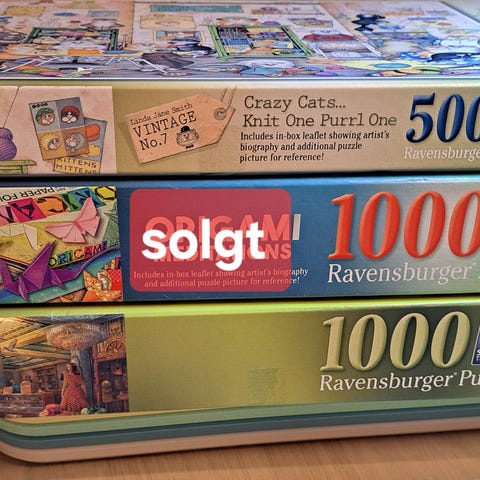 Linda Jane Smith
VINTAGE
No.7
Crazy Cats...
Knit One Purrl One
Includes in-box leaflet showing artist's
biography and additional puzzle
picture for reference!
500
Ravensburger
KITTENS
MITTENS
ORIGAMI
solgt
Includes in-box leaflet showing artist's biography
and additional puzzle picture for reference!
1000
Ravensburger
ORIGAMI
1000
Ravensburger Pu